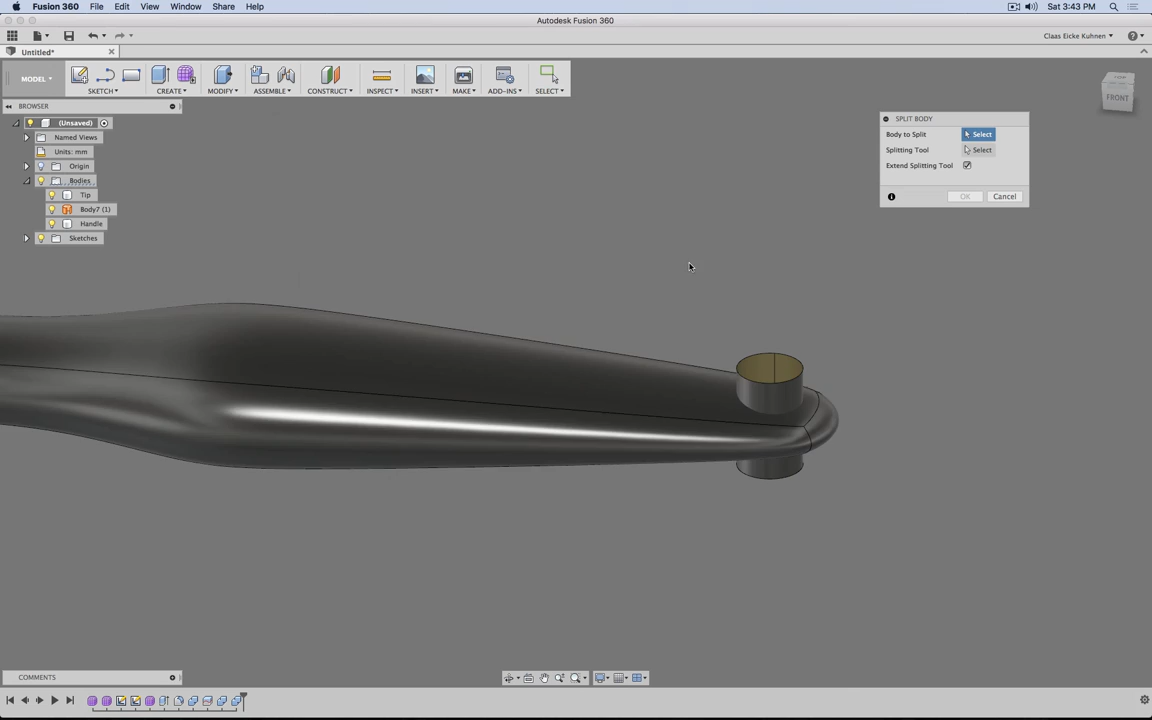 Fusion 360 File Edit View Window Share Help Sat 3:43 PM
Autodesk Fusion 360
Claas Eicke Kuhnen
Untitled*
MODEL SKETCH CREATE MODIFY ASSEMBLE CONSTRUCT INSPECT INSERT MAKE ADD-INS SELECT
BROWSER
(Unsaved)
Named Views
Units: mm
Origin
Bodies
Tip
Body7 (1)
Handle
Sketches
SPLIT BODY
Body to Split Select
Splitting Tool Select
Extend Splitting Tool
OK Cancel
FRONT
COMMENTS